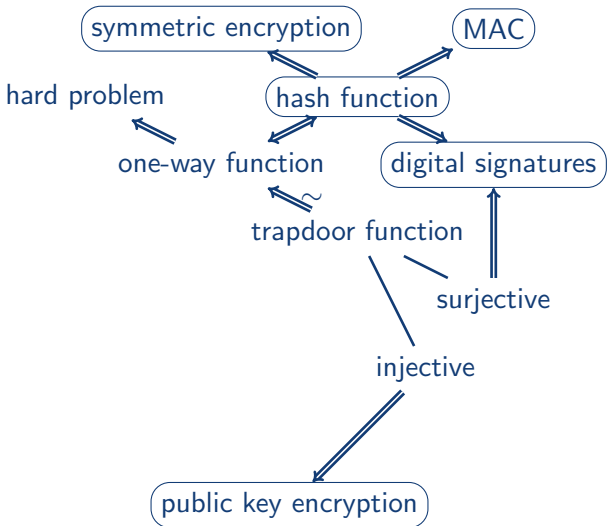 symmetric encryption
MAC
hard problem
hash function
one-way function
digital signatures
∼
trapdoor function
surjective
injective
public key encryption